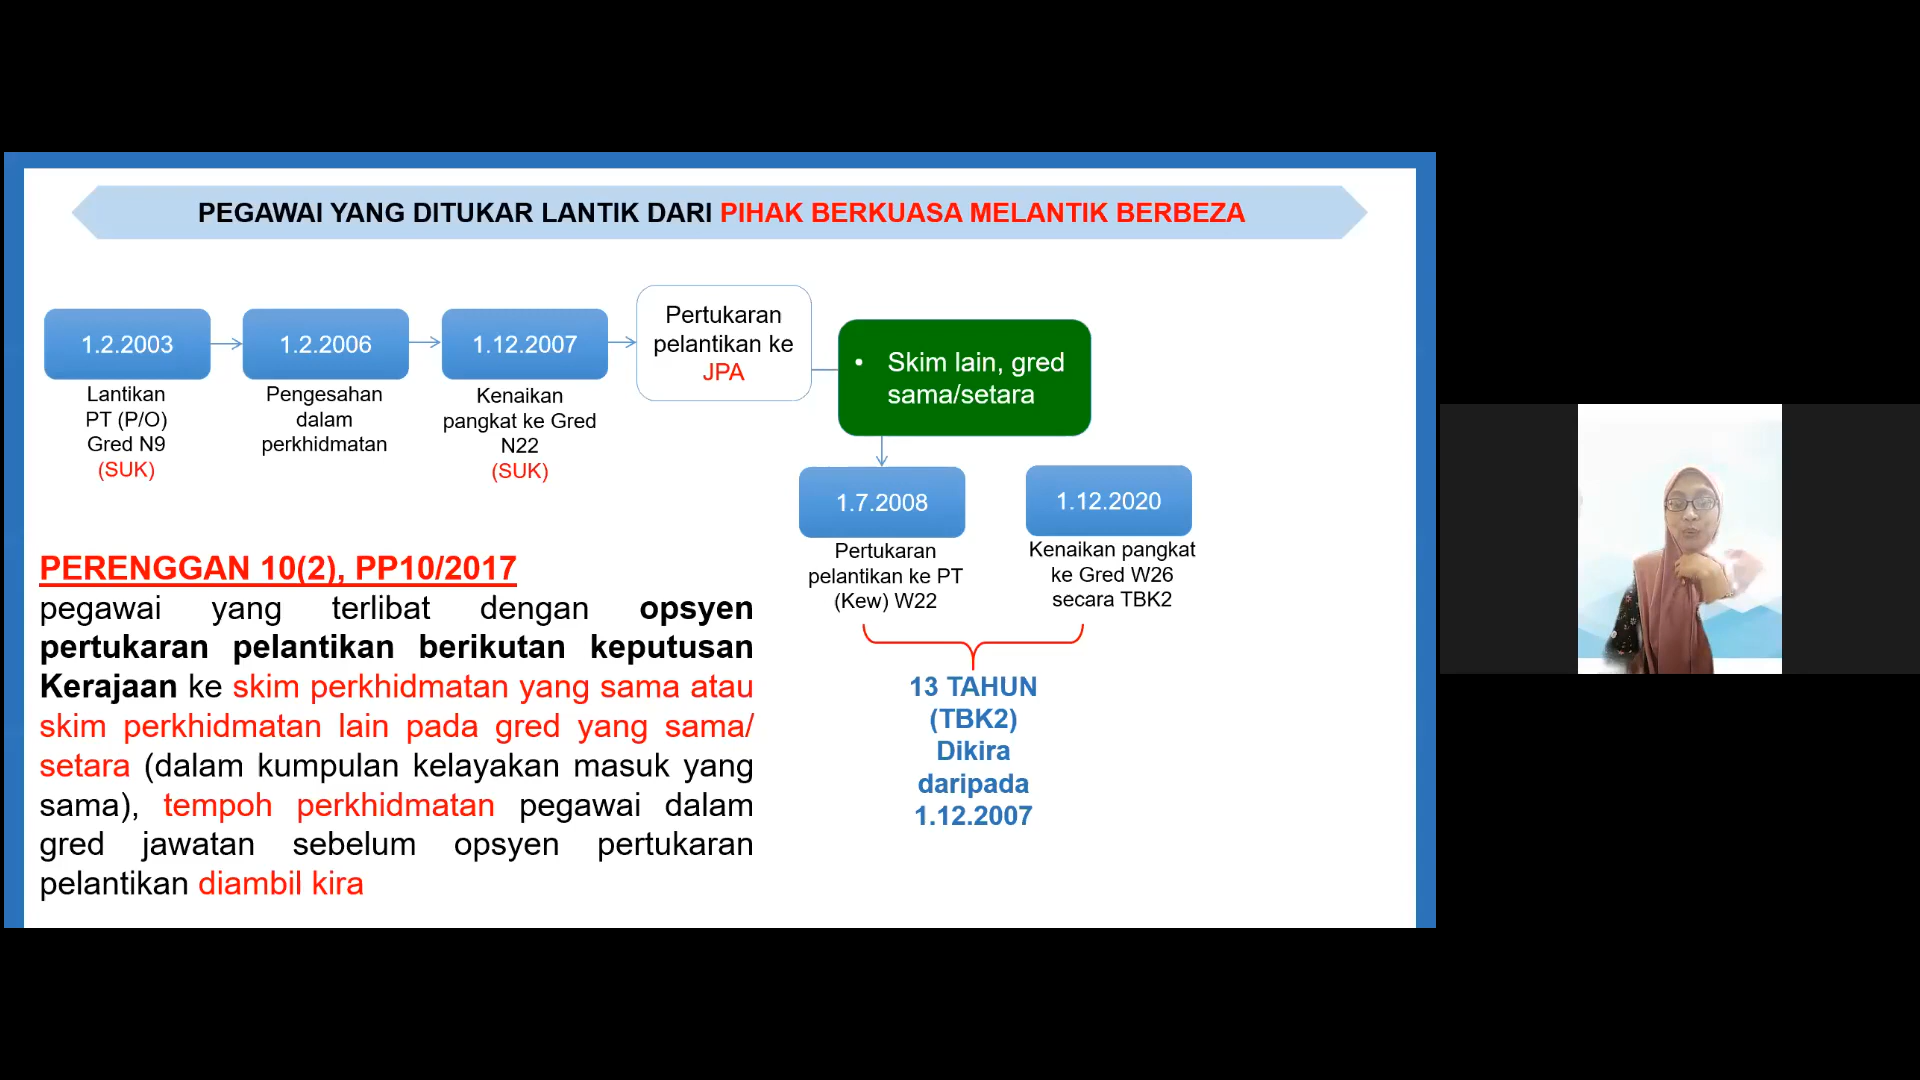 PEGAWAI YANG DITUKAR LANTIK DARI PIHAK BERKUASA MELANTIK BERBEZA
1.2.2003
Lantikan
PT (P/O)
Gred N9
(SUK)
1.2.2006
Pengesahan
dalam
perkhidmatan
1.12.2007
Kenaikan
pangkat ke Gred
N22
(SUK)
Pertukaran
pelantikan ke
JPA
• Skim lain, gred
sama/setara
1.7.2008
Pertukaran
pelantikan ke PT
(Kew) W22
1.12.2020
Kenaikan pangkat
ke Gred W26
secara TBK2
13 TAHUN
(TBK2)
Dikira
daripada
1.12.2007
PERENGGAN 10(2), PP10/2017
pegawai yang terlibat dengan opsyen
pertukaran pelantikan berikutan keputusan
Kerajaan ke skim perkhidmatan yang sama atau
skim perkhidmatan lain pada gred yang sama/
setara (dalam kumpulan kelayakan masuk yang
sama), tempoh perkhidmatan pegawai dalam
gred jawatan sebelum opsyen pertukaran
pelantikan diambil kira